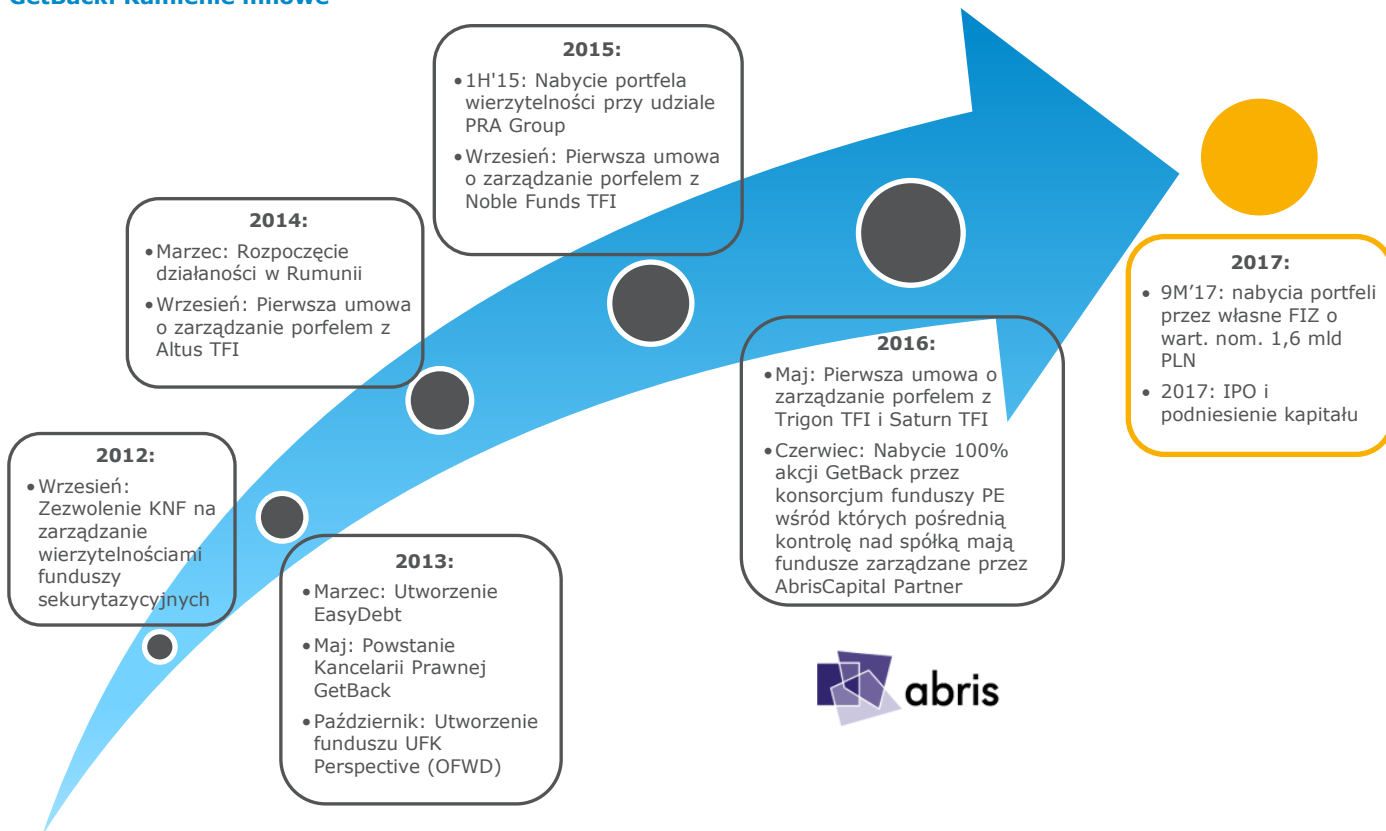 GetBack: Kamienie milowe
2012:
• Wrzesień:
Zezwolenie KNF na
zarządzanie
wierzytelnościami
funduszy
sekurytazycyjnych
2013:
• Marzec: Utworzenie
EasyDebt
• Maj: Powstanie
Kancelarii Prawnej
GetBack
• Październik: Utworzenie
funduszu UFK
Perspective (OFWD)
2014:
• Marzec: Rozpoczęcie
działaności w Rumunii
• Wrzesień: Pierwsza umowa
o zarządzanie porfelem z
Altus TFI
2015:
• 1H'15: Nabycie portfela
wierzytelności przy udziale
PRA Group
• Wrzesień: Pierwsza umowa
o zarządzanie porfelem z
Noble Funds TFI
2016:
• Maj: Pierwsza umowa o
zarządzanie porfelem z
Trigon TFI i Saturn TFI
• Czerwiec: Nabycie 100%
akcji GetBack przez
konsorcjum funduszy PE
wśród których pośrednią
kontrolę nad spółką mają
fundusze zarządzane przez
AbrisCapital Partner
2017:
• 9M’17: nabycia portfeli
przez własne FIZ o
wart. nom. 1,6 mld
PLN
• 2017: IPO i
podniesienie kapitału
abris